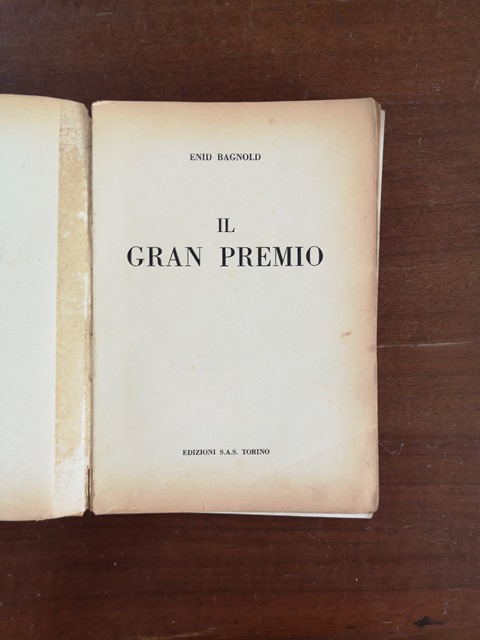 ENID BAGNOLD
IL
GRAN PREMIO
EDIZIONI S.A.S. TORINO